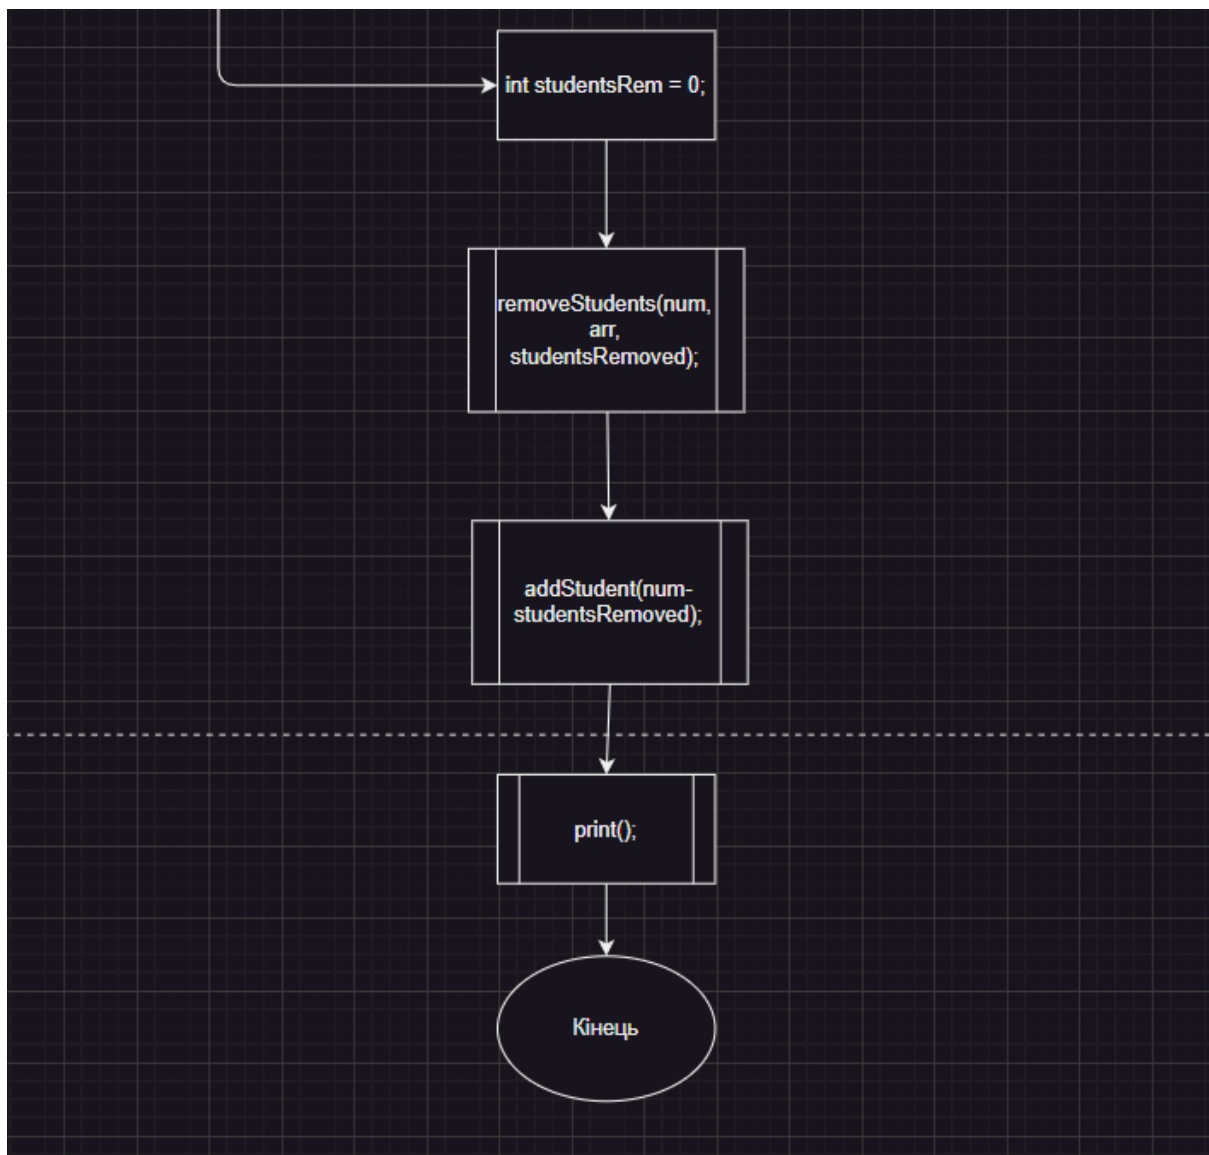 int studentsRem = 0;
removeStudents(num,
arr,
studentsRemoved);
addStudent(num-
studentsRemoved);
print();
Кінець